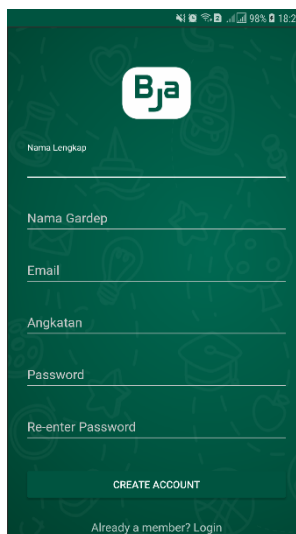 98% 18:2
Bja
Nama Lengkap
Nama Gardep
Email
Angkatan
Password
Re-enter Password
CREATE ACCOUNT
Already a member? Login